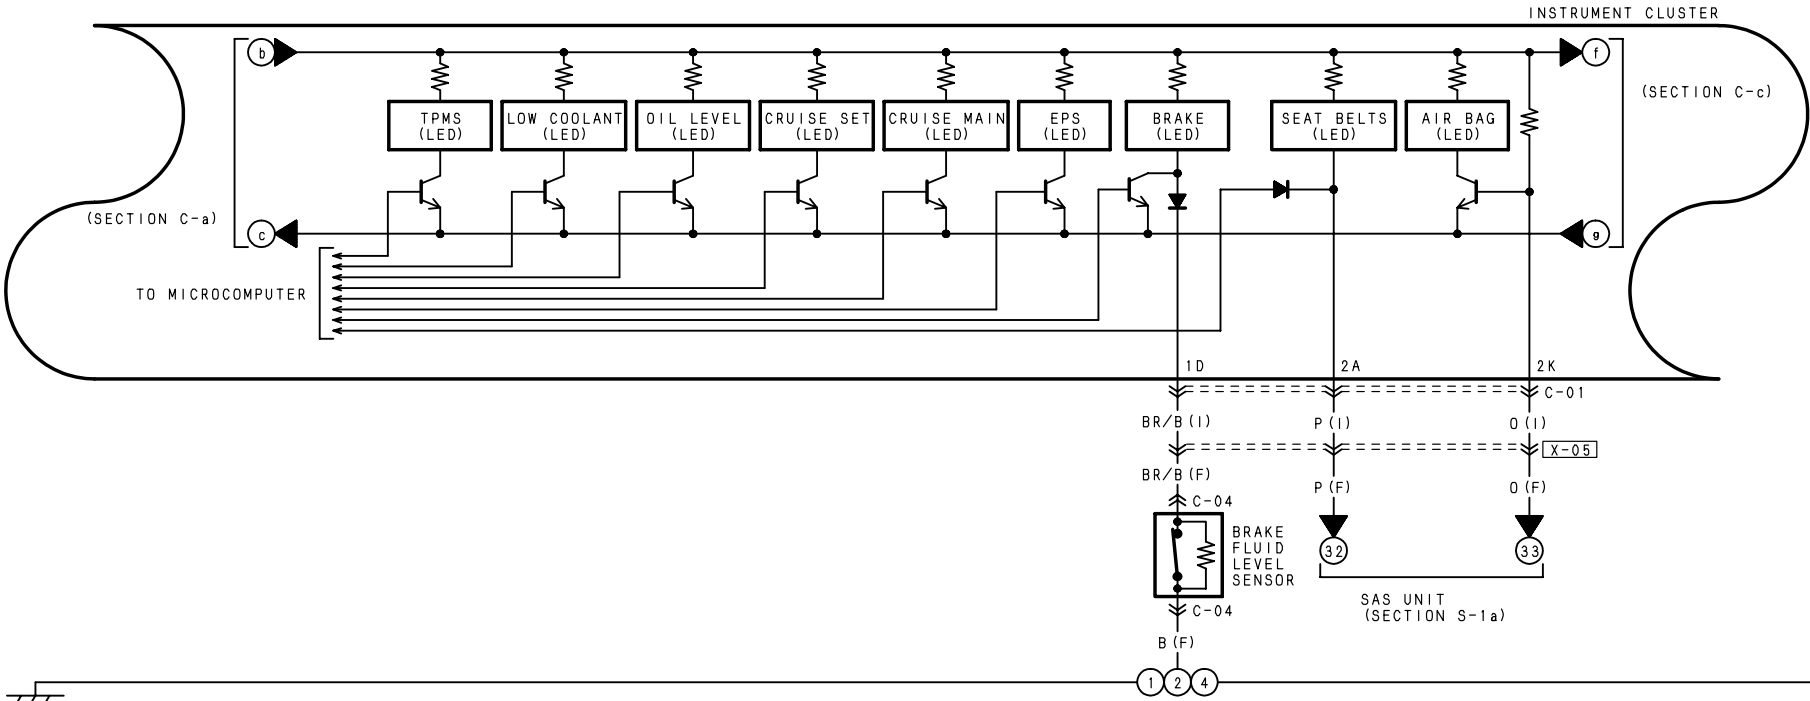 INSTRUMENT CLUSTER
b
f
(SECTION C-c)
TPMS
(LED)
LOW COOLANT
(LED)
OIL LEVEL
(LED)
CRUISE SET
(LED)
CRUISE MAIN
(LED)
EPS
(LED)
BRAKE
(LED)
SEAT BELTS
(LED)
AIR BAG
(LED)
(SECTION C-a)
c
g
TO MICROCOMPUTER
1D
2A
2K
C-01
BR/B(I)
P(I)
O(I)
X-05
BR/B(F)
P(F)
O(F)
C-04
BRAKE
FLUID
LEVEL
SENSOR
32
33
C-04
SAS UNIT
(SECTION S-1a)
B(F)
1 2 4